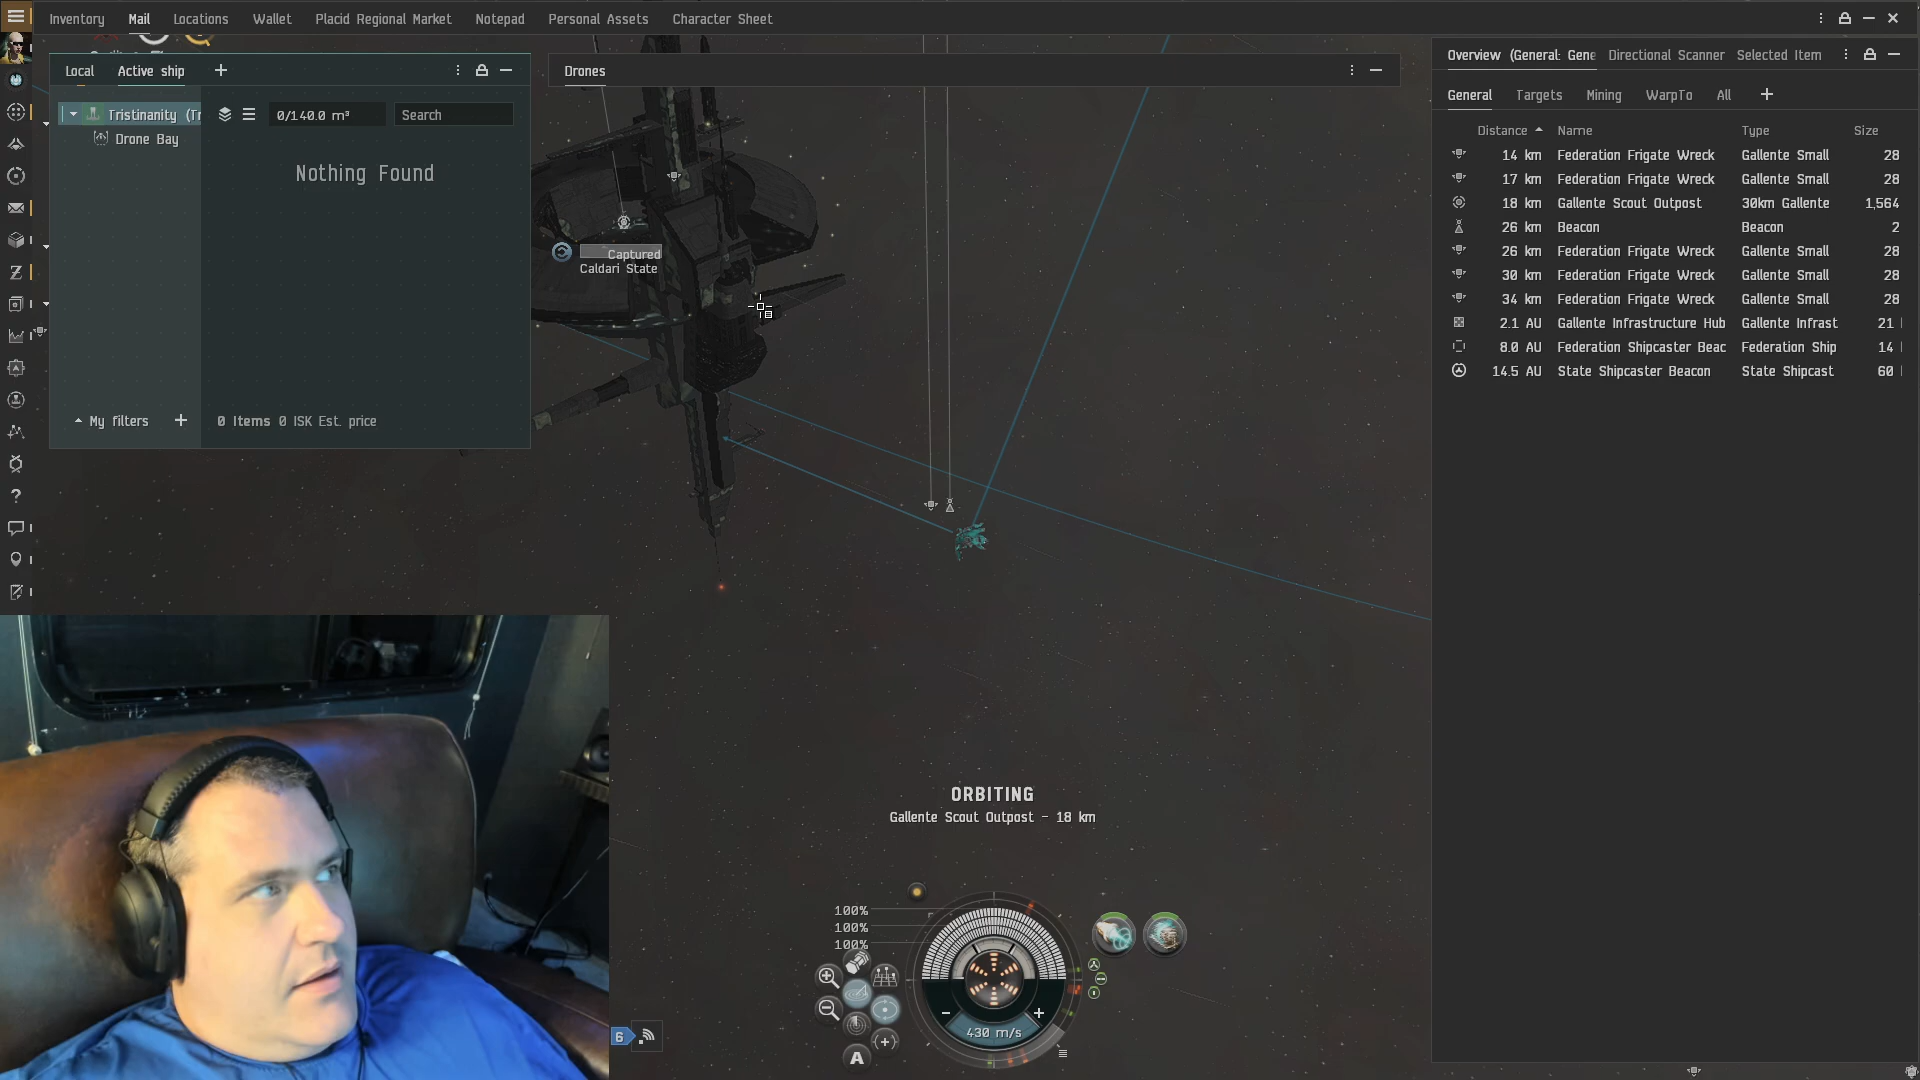 Inventory Mail Locations Wallet Placid Regional Market Notepad Personal Assets Character Sheet
Local Active ship
Tristinanity (Tr
Drone Bay
0/140.0 m³
Search
Nothing Found
My filters
0 Items 0 ISK Est. price
Drones
Captured
Caldari State
Overview (General: Gene Directional Scanner Selected Item
General Targets Mining WarpTo All
Distance Name Type Size
14 km Federation Frigate Wreck Gallente Small 28
17 km Federation Frigate Wreck Gallente Small 28
18 km Gallente Scout Outpost 30km Gallente 1,564
26 km Beacon Beacon 2
26 km Federation Frigate Wreck Gallente Small 28
30 km Federation Frigate Wreck Gallente Small 28
34 km Federation Frigate Wreck Gallente Small 28
2.1 AU Gallente Infrastructure Hub Gallente Infrast 21
8.0 AU Federation Shipcaster Beac Federation Ship 14
14.5 AU State Shipcaster Beacon State Shipcast 60
ORBITING
Gallente Scout Outpost - 18 km
100%
100%
100%
430 m/s
A
6